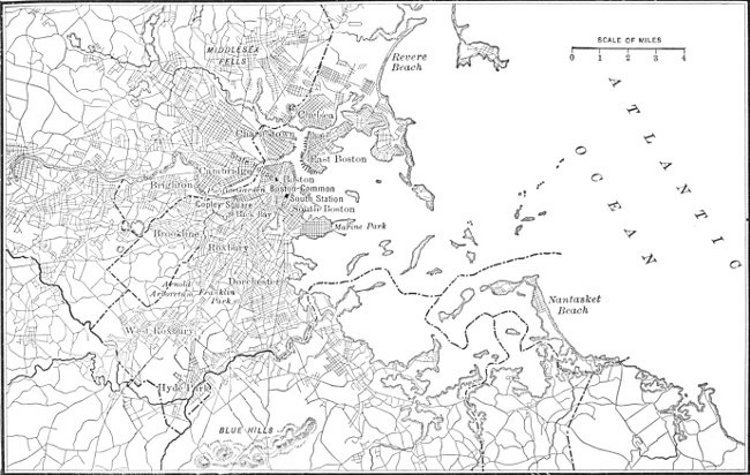 SCALE OF MILES
0 1 2 3 4
MIDDLESEX
FELLS
Revere
Beach
ATLANTIC
OCEAN
Chelsea
Charlestown
East Boston
Cambridge
Boston
Brighton
Public Garden
Boston Common
Copley Square
South Station
Back Bay
South Boston
Marine Park
Brookline
Roxbury
Arnold
Arboretum
Franklin
Park
Dorchester
Nantasket
Beach
West Roxbury
Hyde Park
BLUE HILLS